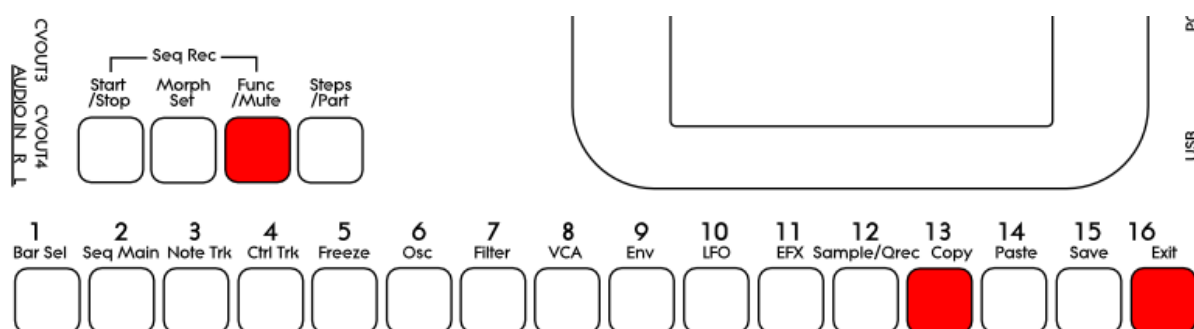 CVOUT3 CVOUT4
AUDIO IN R L
Seq Rec
Start Morph Func Steps
/Stop Set /Mute /Part
USB
1 2 3 4 5 6 7 8 9 10 11 12 13 14 15 16
Bar Sel Seq Main Note Trk Ctrl Trk Freeze Osc Filter VCA Env LFO EFX Sample/Qrec Copy Paste Save Exit